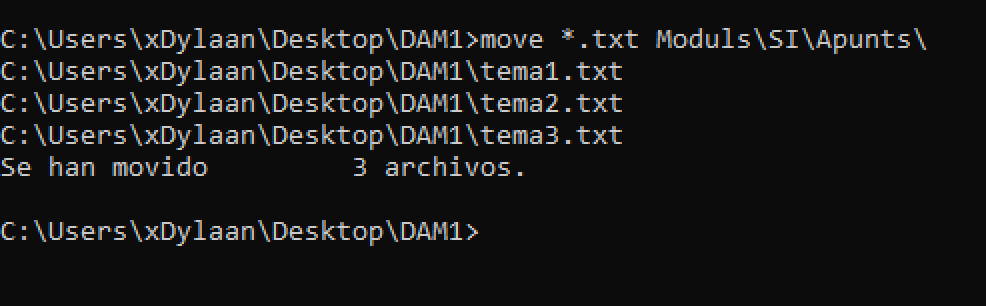 C:\Users\xDylaan\Desktop\DAM1>move *.txt Moduls\SI\Apunts\
C:\Users\xDylaan\Desktop\DAM1\tema1.txt
C:\Users\xDylaan\Desktop\DAM1\tema2.txt
C:\Users\xDylaan\Desktop\DAM1\tema3.txt
Se han movido         3 archivos.
C:\Users\xDylaan\Desktop\DAM1>